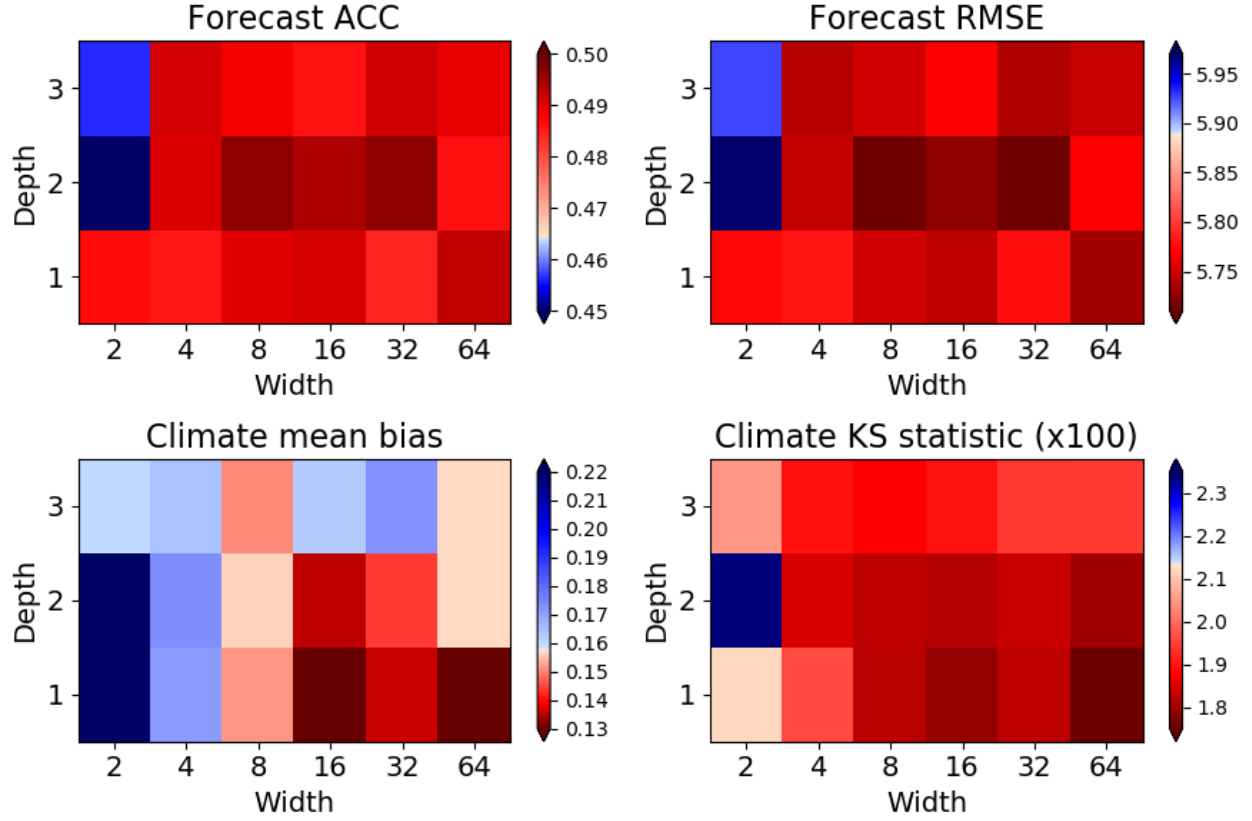 Forecast ACC
3
2
1
Depth
2 4 8 16 32 64
Width
0.50
0.49
0.48
0.47
0.46
0.45
Forecast RMSE
3
2
1
Depth
2 4 8 16 32 64
Width
5.95
5.90
5.85
5.80
5.75
Climate mean bias
3
2
1
Depth
2 4 8 16 32 64
Width
0.22
0.21
0.20
0.19
0.18
0.17
0.16
0.15
0.14
0.13
Climate KS statistic (x100)
3
2
1
Depth
2 4 8 16 32 64
Width
2.3
2.2
2.1
2.0
1.9
1.8